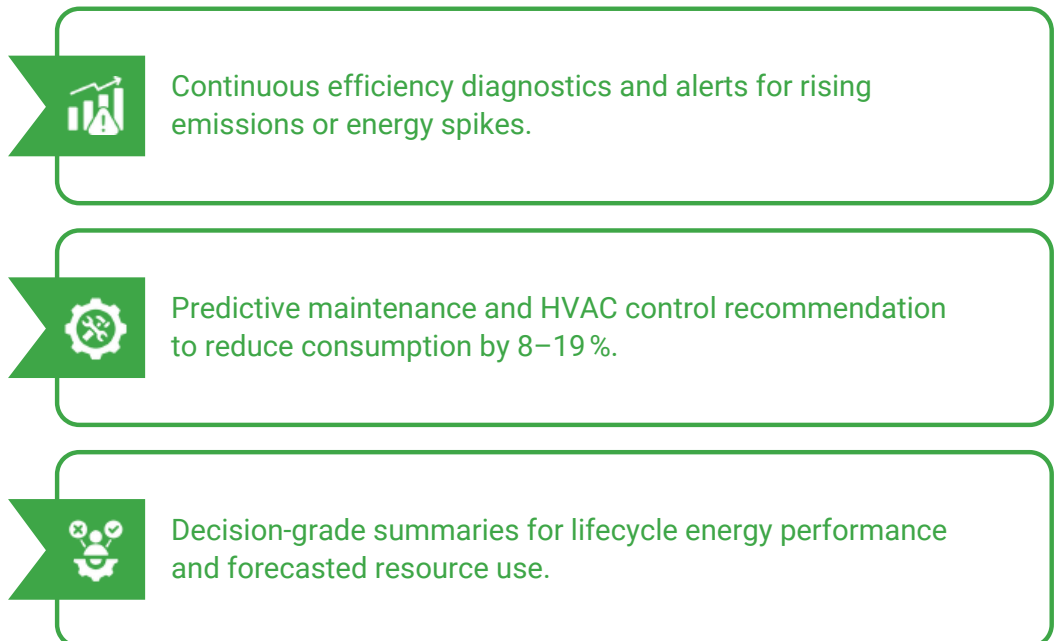 Continuous efficiency diagnostics and alerts for rising
emissions or energy spikes.
Predictive maintenance and HVAC control recommendation
to reduce consumption by 8–19 %.
Decision-grade summaries for lifecycle energy performance
and forecasted resource use.